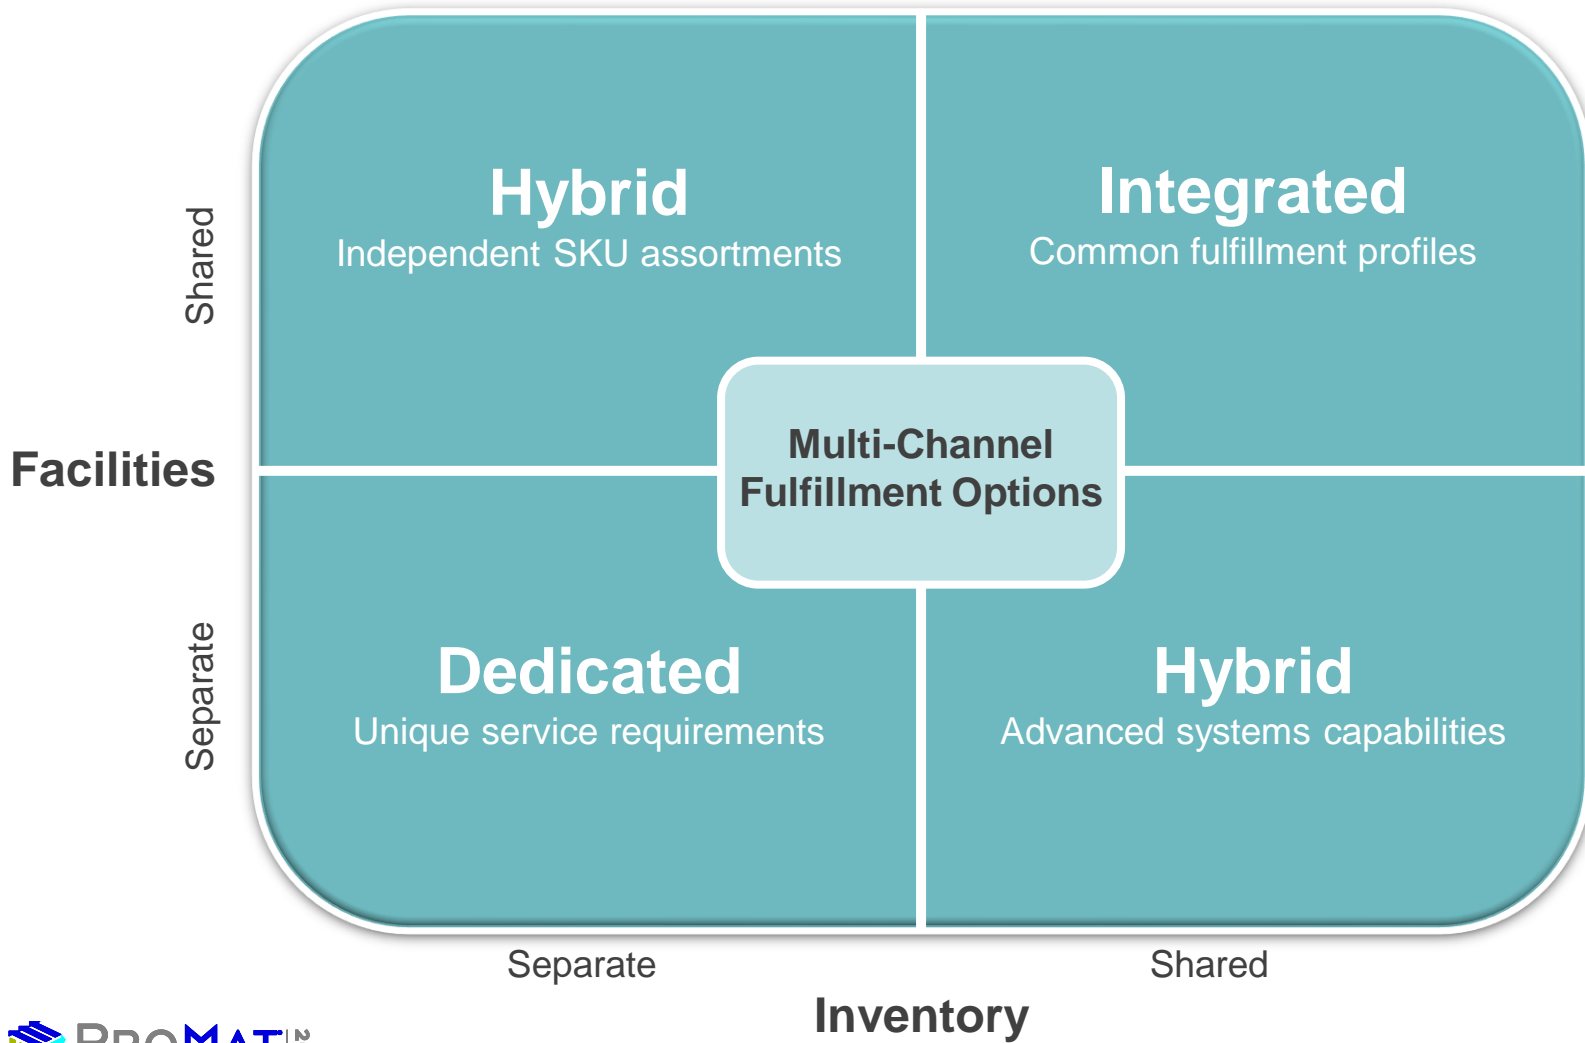 Hybrid
Independent SKU assortments
Integrated
Common fulfillment profiles
Shared
Multi-Channel
Fulfillment Options
Facilities
Dedicated
Unique service requirements
Hybrid
Advanced systems capabilities
Separate
Separate
Shared
Inventory
PROMAT